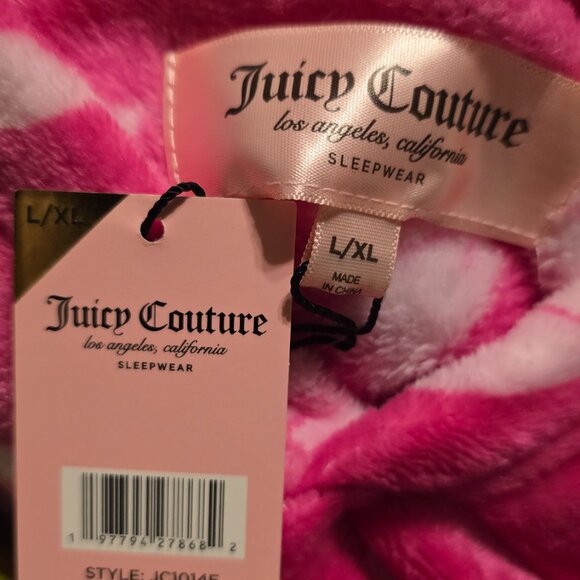 Juicy Couture
los angeles, california
SLEEPWEAR
L/XL
MADE
IN CHINA
L/XL
Juicy Couture
los angeles, california
SLEEPWEAR
1 97794 27868 2
STYLE: